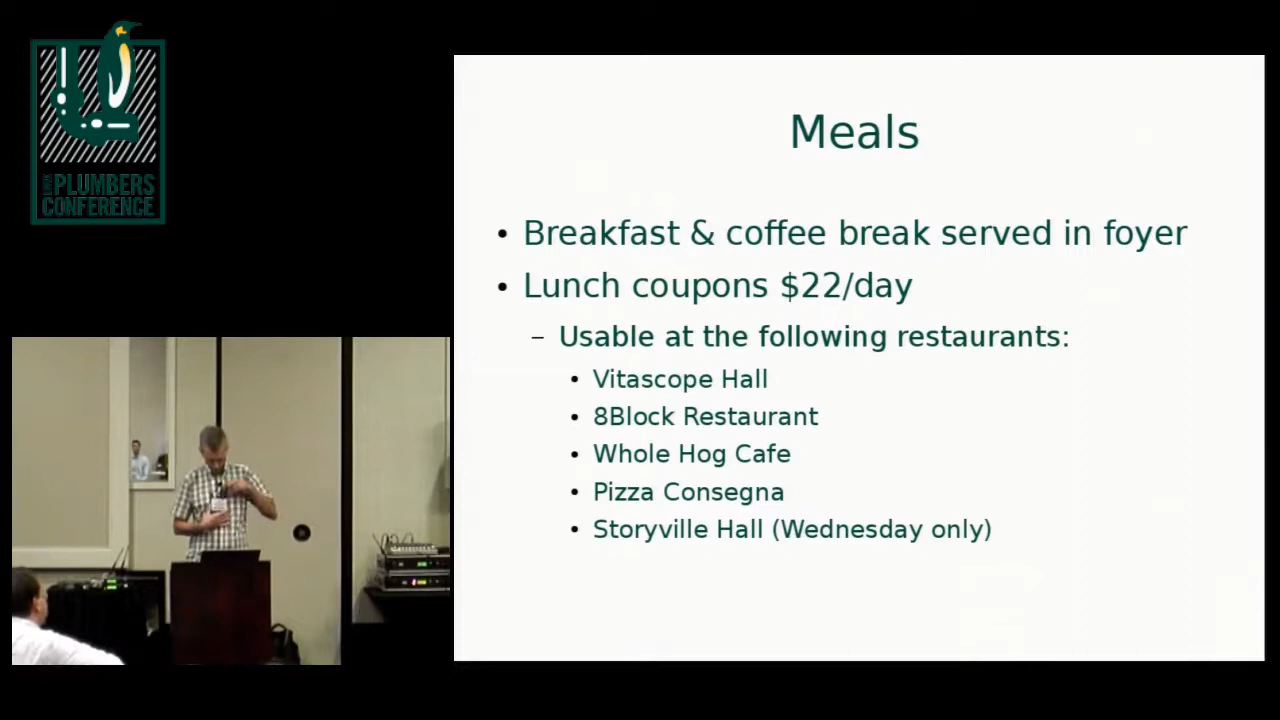 LINUX
PLUMBERS
CONFERENCE
Meals
• Breakfast & coffee break served in foyer
• Lunch coupons $22/day
– Usable at the following restaurants:
• Vitascope Hall
• 8Block Restaurant
• Whole Hog Cafe
• Pizza Consegna
• Storyville Hall (Wednesday only)